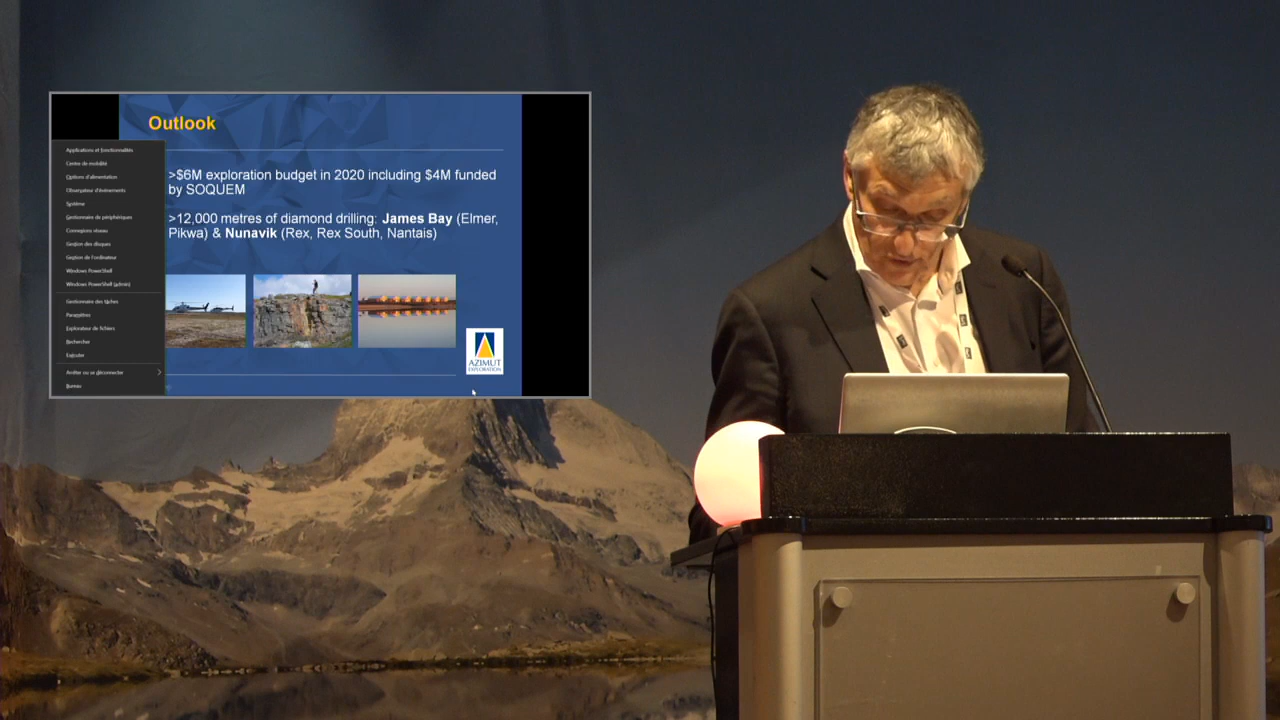 Outlook
>$6M exploration budget in 2020 including $4M funded
by SOQUEM
>12,000 metres of diamond drilling: James Bay (Elmer,
Pikwa) & Nunavik (Rex, Rex South, Nantais)
AZIMUT
EXPLORATION
Applications et fonctionnalités
Centre de mobilité
Options d'alimentation
Observateur d'événements
Système
Gestionnaire de périphériques
Connexions réseau
Gestion des disques
Gestion de l'ordinateur
Windows PowerShell
Windows PowerShell (admin)
Gestionnaire des tâches
Paramètres
Explorateur de fichiers
Rechercher
Exécuter
Arrêter ou se déconnecter
Bureau